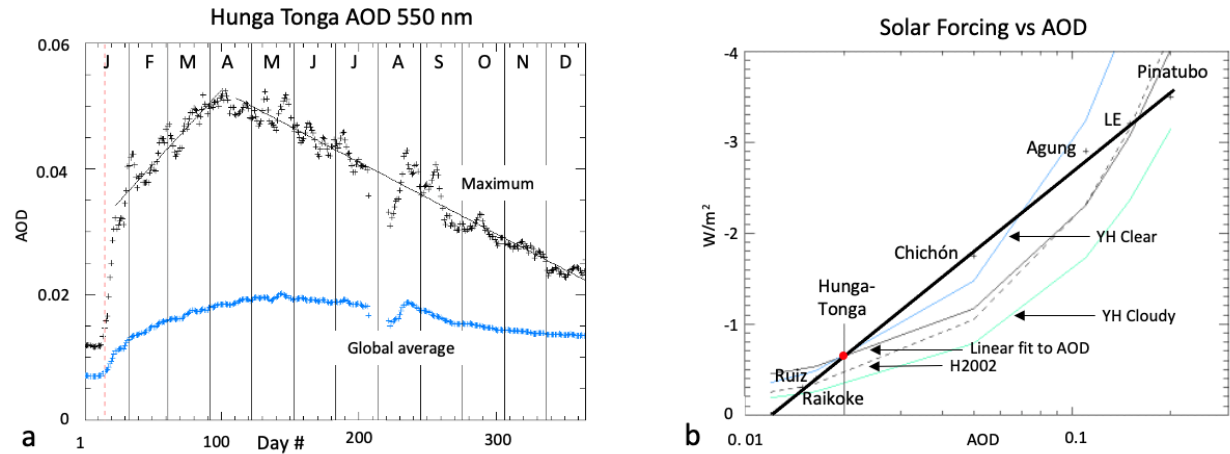 Hunga Tonga AOD 550 nm
0.06
J F M A M J J A S O N D
0.04
Maximum
AOD
0.02
Global average
0
a
1 100 Day # 200 300
Solar Forcing vs AOD
-4
Pinatubo
-3
LE
Agung
W/m²
-2
YH Clear
Chichón
Hunga-
Tonga
-1
YH Cloudy
Linear fit to AOD
H2002
Ruiz
Raikoke
0
b
0.01 AOD 0.1